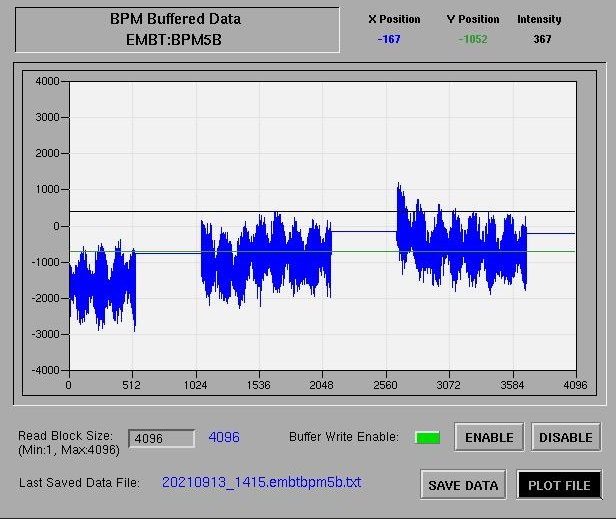 BPM Buffered Data
EMBT:BPM5B
X Position Y Position Intensity
-167 -1052 367
4000
3000
2000
1000
0
-1000
-2000
-3000
-4000
0 512 1024 1536 2048 2560 3072 3584 4096
Read Block Size: 4096 4096 Buffer Write Enable: ENABLE DISABLE
(Min:1, Max:4096)
Last Saved Data File: 20210913_1415.embtbpm5b.txt SAVE DATA PLOT FILE